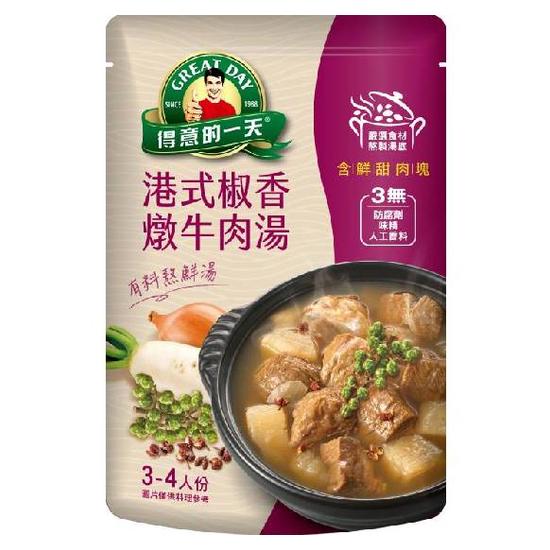 GREAT DAY
SINCE 1988
得意的一天®
港式椒香
燉牛肉湯
有料熬鮮湯
嚴選食材
熬製湯底
含鮮甜肉塊
3無
防腐劑
味精
人工香料
3-4人份
圖片僅供料理參考